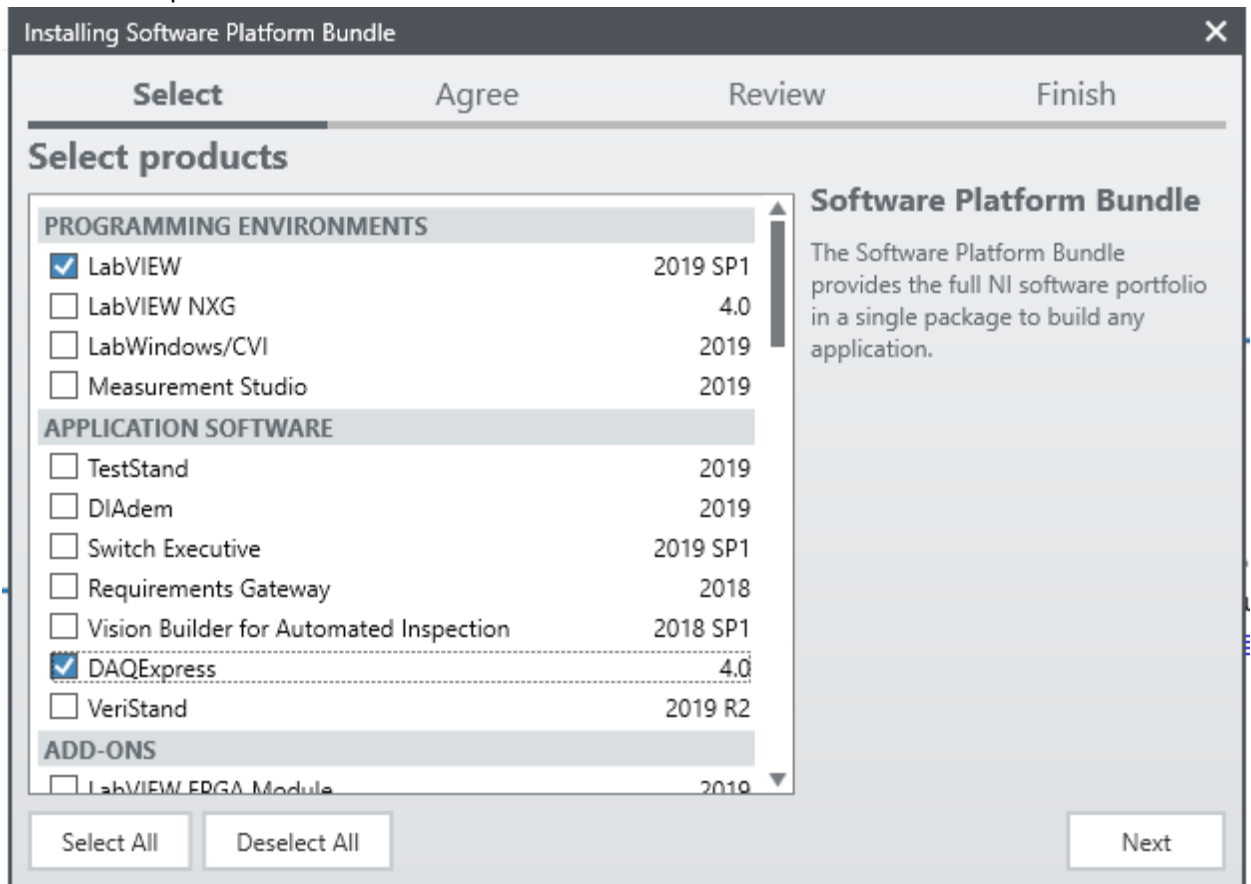 Installing Software Platform Bundle
Select Agree Review Finish
Select products
PROGRAMMING ENVIRONMENTS
LabVIEW 2019 SP1
LabVIEW NXG 4.0
LabWindows/CVI 2019
Measurement Studio 2019
APPLICATION SOFTWARE
TestStand 2019
DIAdem 2019
Switch Executive 2019 SP1
Requirements Gateway 2018
Vision Builder for Automated Inspection 2018 SP1
DAQExpress 4.0
VeriStand 2019 R2
ADD-ONS
LabVIEW FPGA Module 2019
Software Platform Bundle
The Software Platform Bundle
provides the full NI software portfolio
in a single package to build any
application.
Select All Deselect All Next